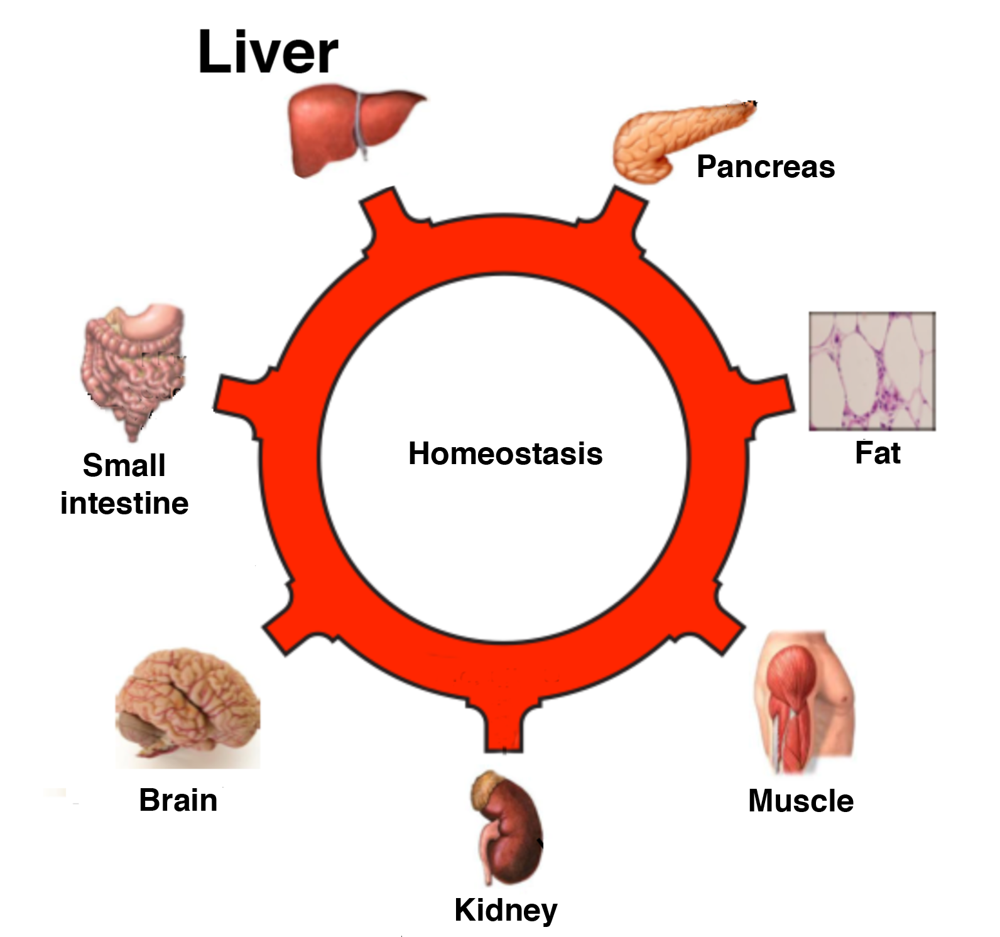 Liver
Pancreas
Small
intestine
Homeostasis
Fat
Brain
Muscle
Kidney